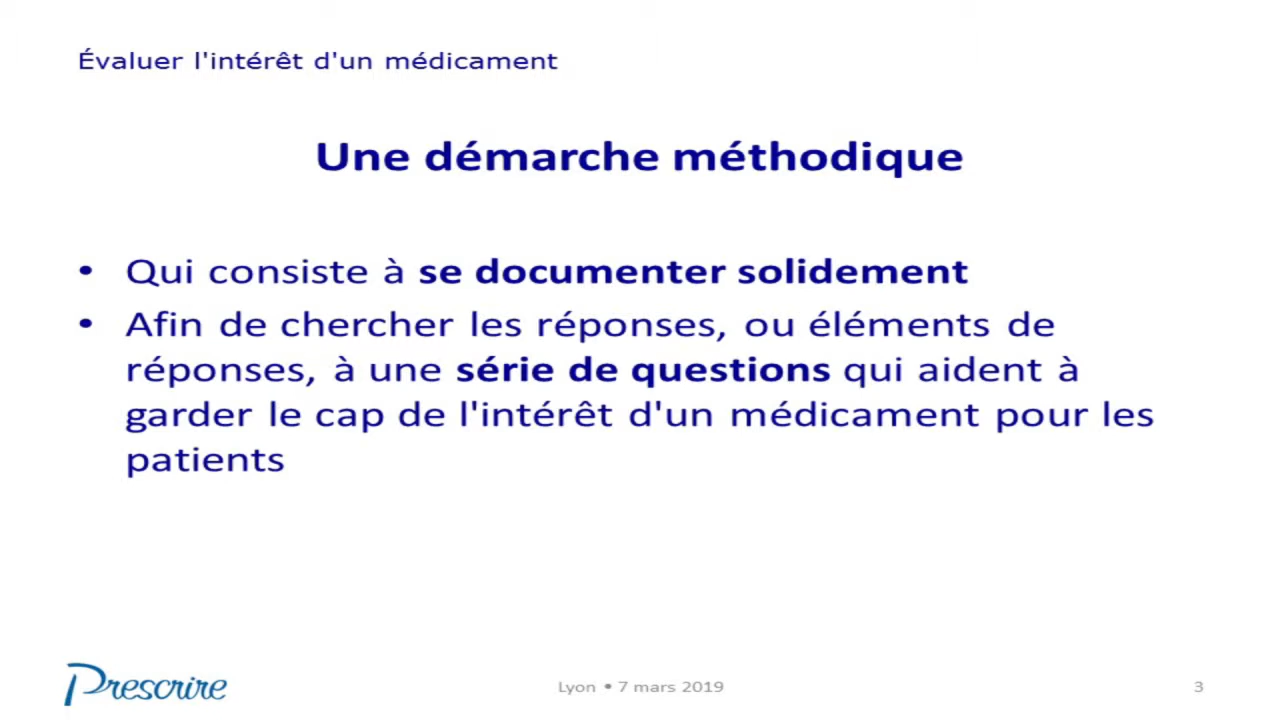 Évaluer l'intérêt d'un médicament
Une démarche méthodique
• Qui consiste à se documenter solidement
• Afin de chercher les réponses, ou éléments de
réponses, à une série de questions qui aident à
garder le cap de l'intérêt d'un médicament pour les
patients
Prescrire
Lyon • 7 mars 2019
3